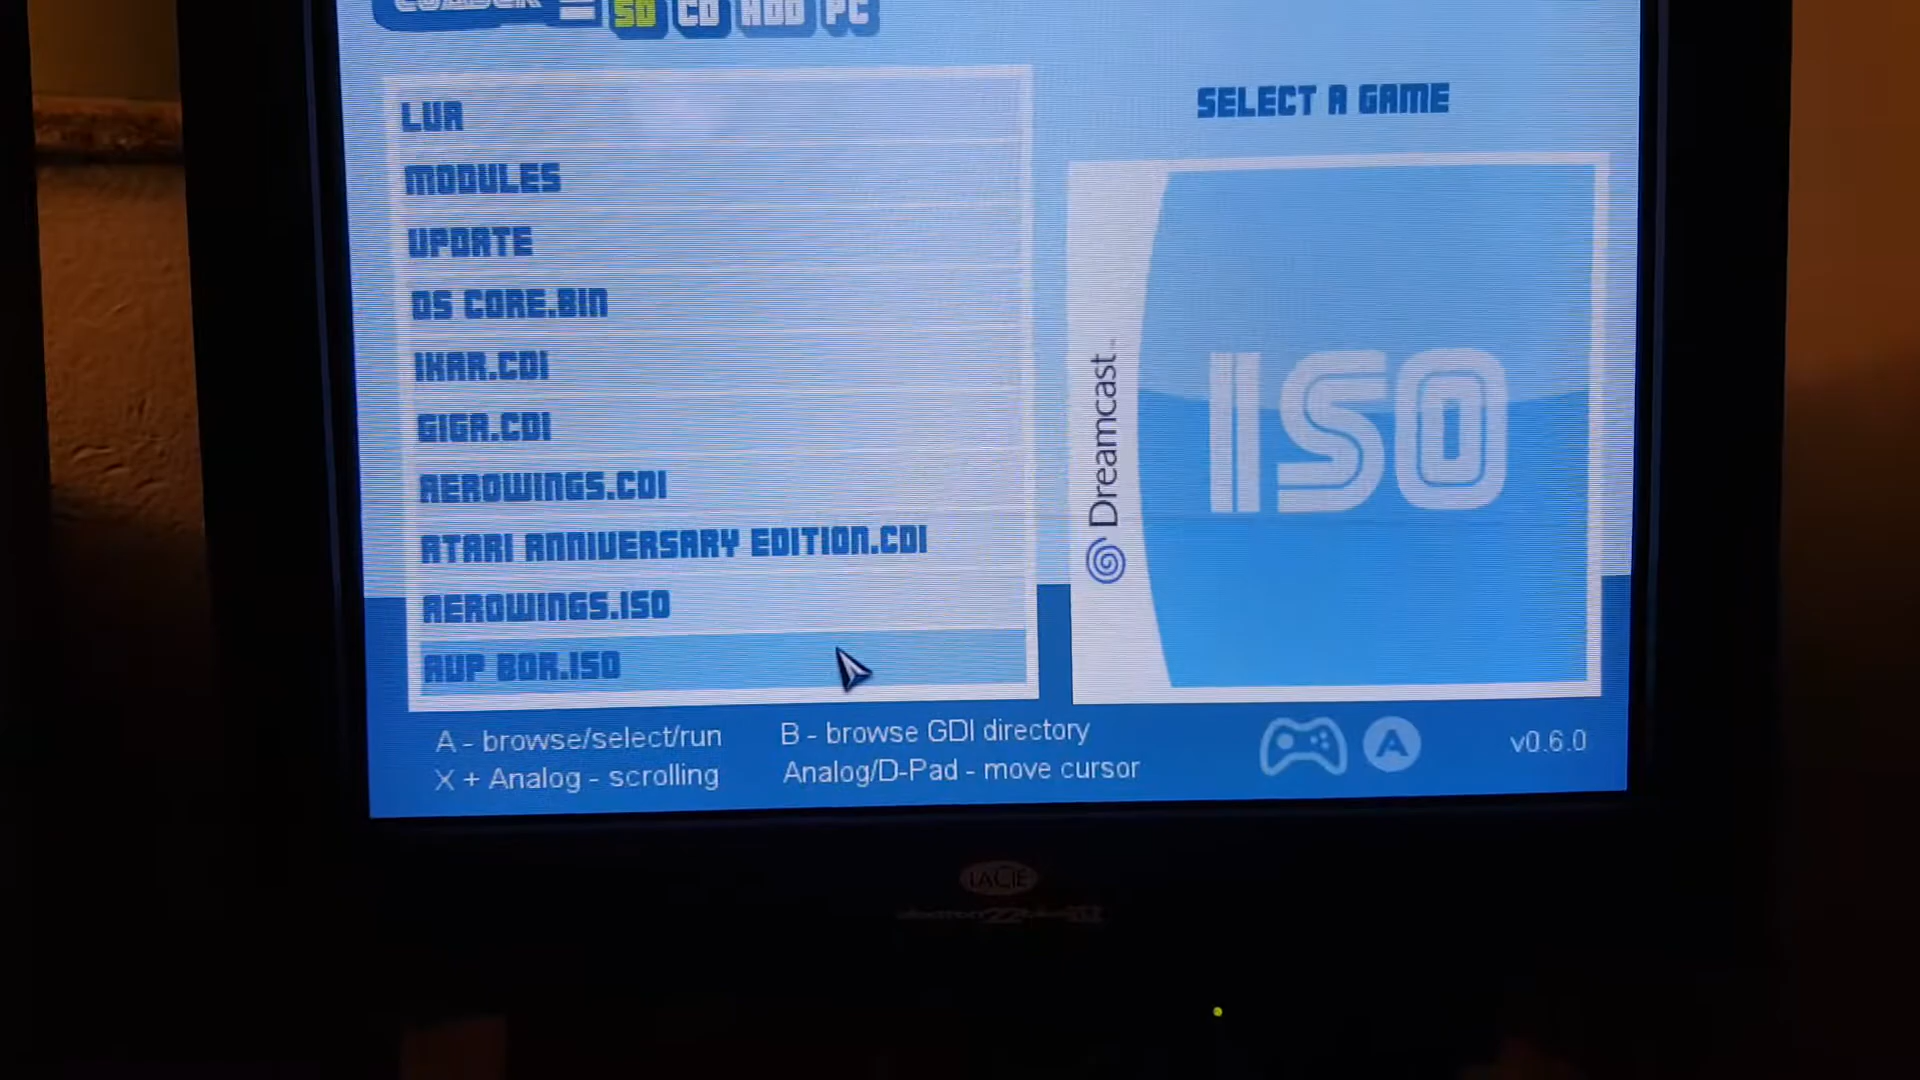 SD CD HDD PC
SELECT A GAME
LUA
MODULES
UPDATE
DS CORE.BIN
IKAR.CDI
GIGA.CDI
AEROWINGS.CDI
ATARI ANNIVERSARY EDITION.CDI
AEROWINGS.ISO
AVP BOR.ISO
Dreamcast
ISO
A - browse/select/run
B - browse GDI directory
X + Analog - scrolling
Analog/D-Pad - move cursor
A
v0.6.0
LACIE